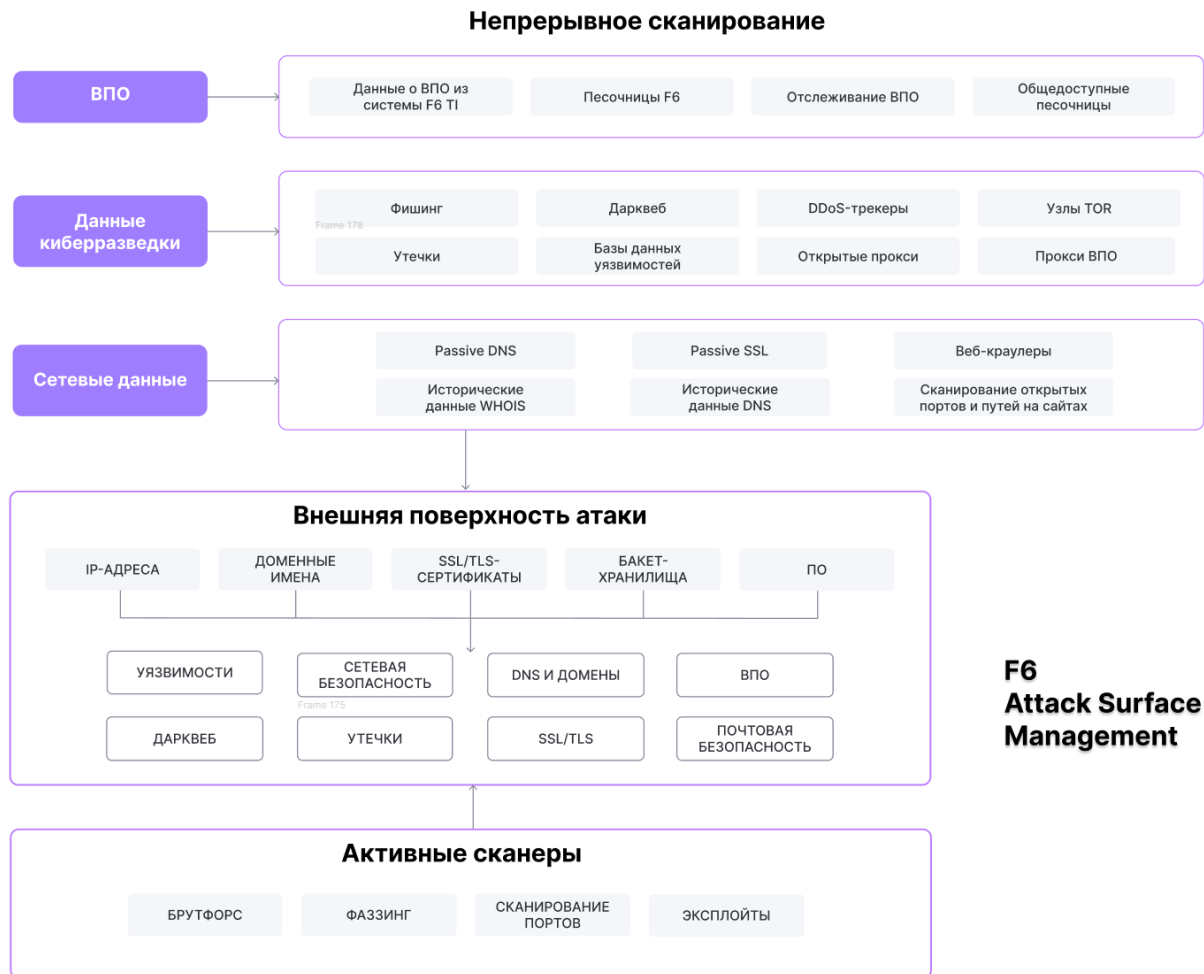 Непрерывное сканирование
ВПО
Данные о ВПО из
системы F6 TI
Песочницы F6
Отслеживание ВПО
Общедоступные
песочницы
Данные
киберразведки
Фишинг
Дарквеб
DDoS-трекеры
Узлы TOR
Frame 178
Утечки
Базы данных
уязвимостей
Открытые прокси
Прокси ВПО
Сетевые данные
Passive DNS
Passive SSL
Веб-краулеры
Исторические
данные WHOIS
Исторические
данные DNS
Сканирование открытых
портов и путей на сайтах
Внешняя поверхность атаки
IP-АДРЕСА
ДОМЕННЫЕ
ИМЕНА
SSL/TLS-
СЕРТИФИКАТЫ
БАКЕТ-
ХРАНИЛИЩА
ПО
УЯЗВИМОСТИ
СЕТЕВАЯ
БЕЗОПАСНОСТЬ
DNS И ДОМЕНЫ
ВПО
Frame 175
ДАРКВЕБ
УТЕЧКИ
SSL/TLS
ПОЧТОВАЯ
БЕЗОПАСНОСТЬ
F6
Attack Surface
Management
Активные сканеры
БРУТФОРС
ФАЗЗИНГ
СКАНИРОВАНИЕ
ПОРТОВ
ЭКСПЛОЙТЫ